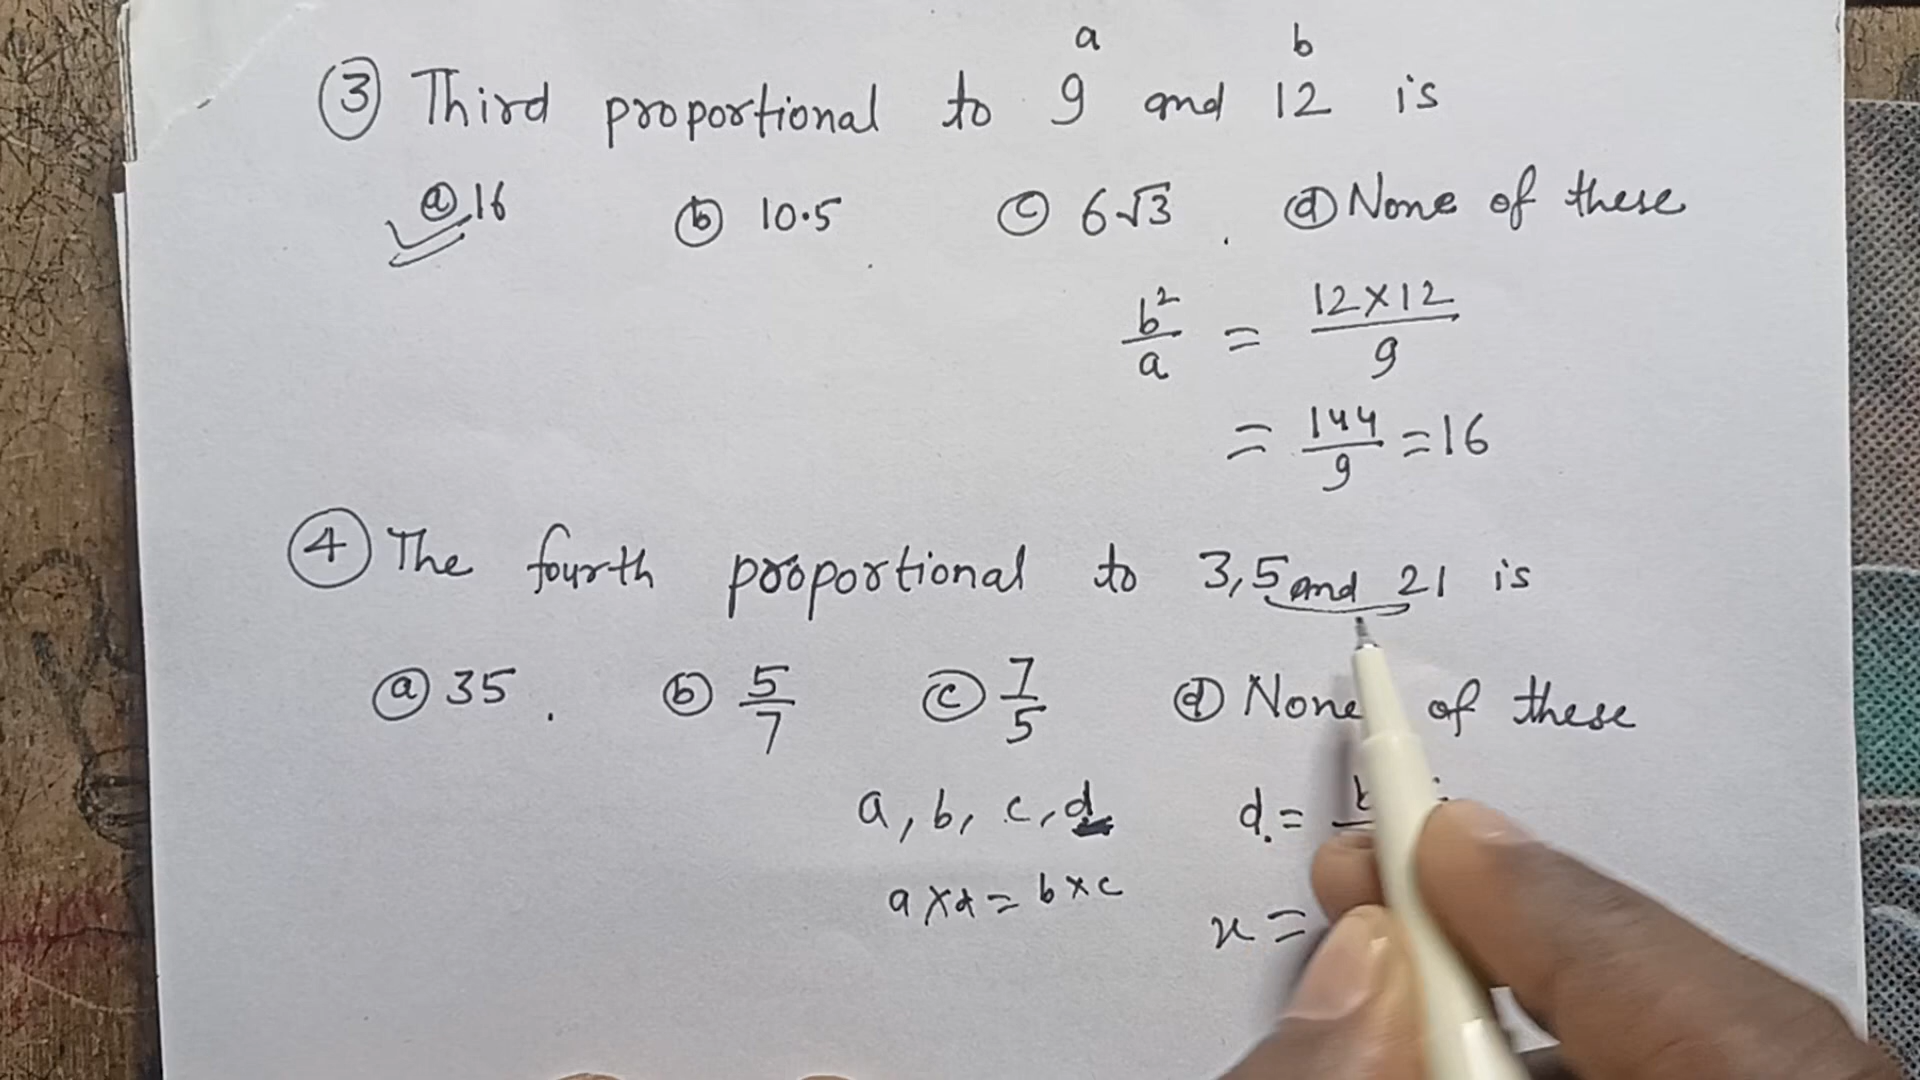 a b
③ Third proportional to 9 and 12 is
ⓐ 16 ⓑ 10.5 ⓒ 6√3 ⓓ None of these
b²/a = 12×12/9
= 144/9 = 16
④ The fourth proportional to 3,5 and 21 is
ⓐ 35 . ⓑ 5/7 ⓒ 7/5 ⓓ None of these
a, b, c, d d =
a×d = b×c x =